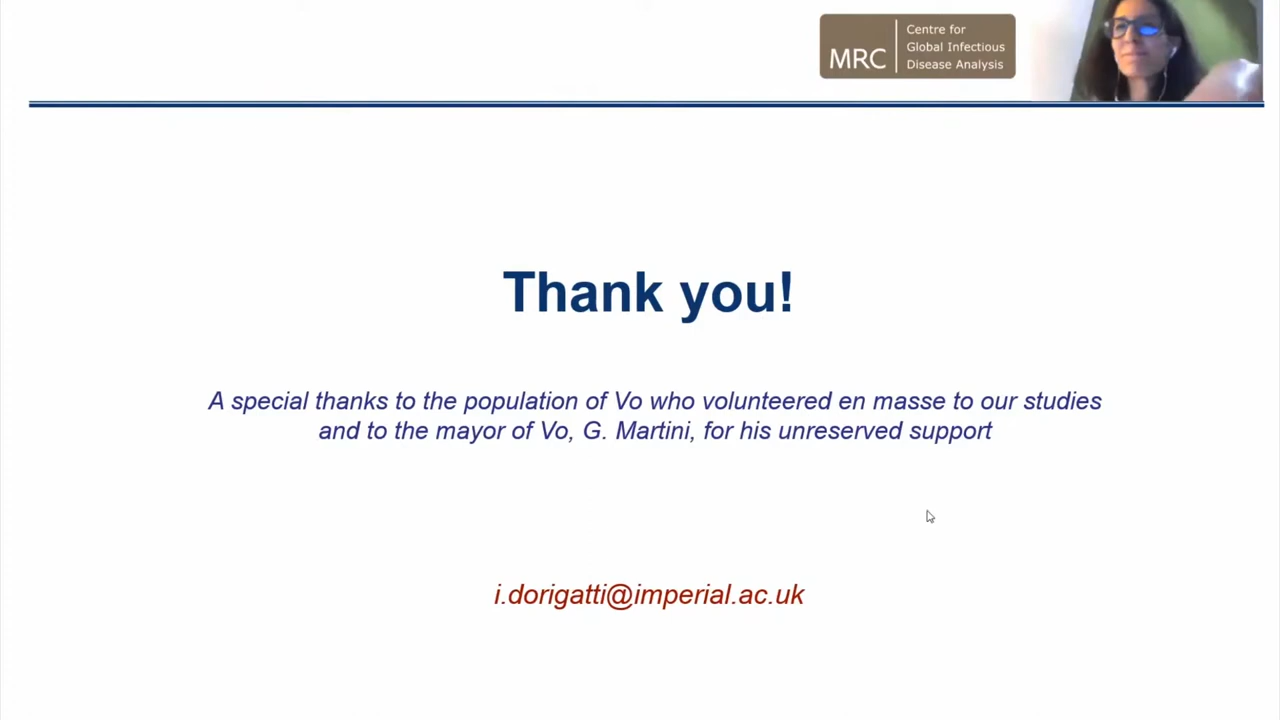 MRC
Centre for
Global Infectious
Disease Analysis
Thank you!
A special thanks to the population of Vo who volunteered en masse to our studies
and to the mayor of Vo, G. Martini, for his unreserved support
i.dorigatti@imperial.ac.uk